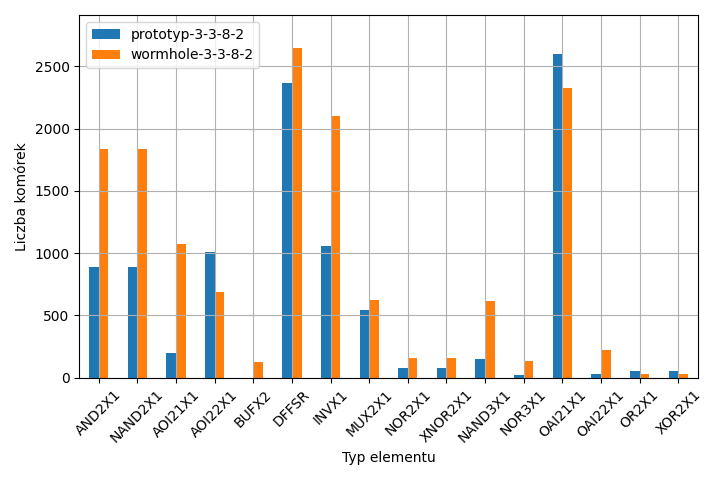 prototyp-3-3-8-2
wormhole-3-3-8-2
Liczba komórek
2500
2000
1500
1000
500
0
AND2X1
NAND2X1
AOI21X1
AOI22X1
BUFX2
DFFSR
INVX1
MUX2X1
NOR2X1
XNOR2X1
NAND3X1
NOR3X1
OAI21X1
OAI22X1
OR2X1
XOR2X1
Typ elementu